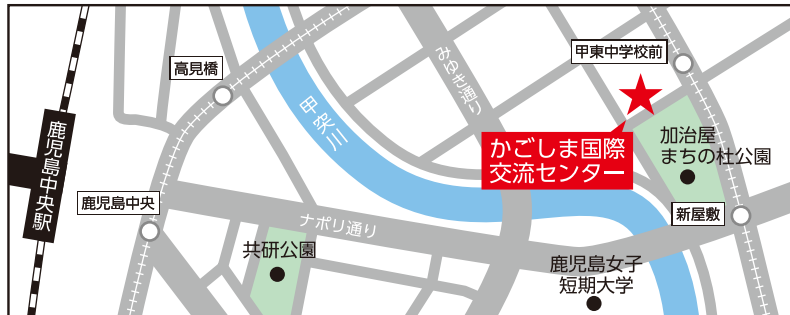 高見橋
みゆき通り
甲東中学校前
甲突川
鹿児島中央駅
かごしま国際
交流センター
加治屋
まちの杜公園
鹿児島中央
ナポリ通り
新屋敷
共研公園
鹿児島女子
短期大学